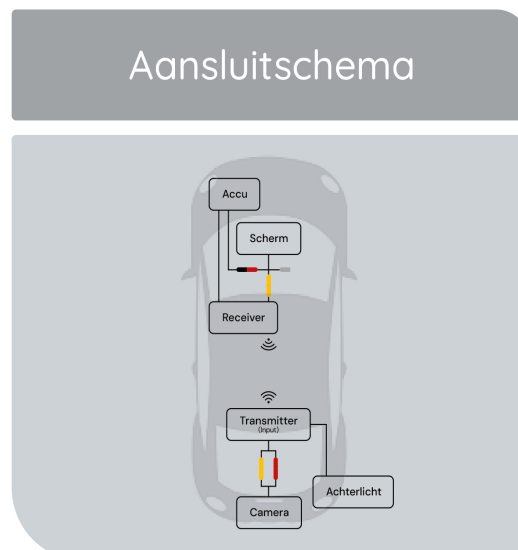 Aansluitschema
Accu
Scherm
Receiver
Transmitter
(Input)
Achterlicht
Camera